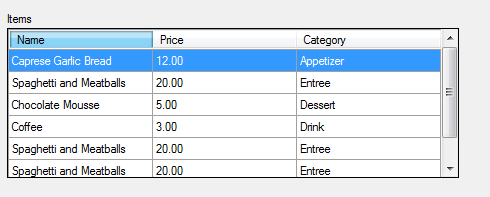 Items
Name Price Category
Caprese Garlic Bread 12.00 Appetizer
Spaghetti and Meatballs 20.00 Entree
Chocolate Mousse 5.00 Dessert
Coffee 3.00 Drink
Spaghetti and Meatballs 20.00 Entree
Spaghetti and Meatballs 20.00 Entree